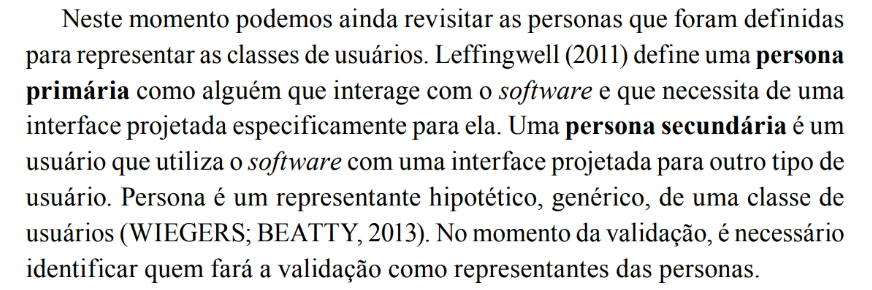 Neste momento podemos ainda revisitar as personas que foram definidas
para representar as classes de usuários. Leffingwell (2011) define uma persona
primária como alguém que interage com o software e que necessita de uma
interface projetada especificamente para ela. Uma persona secundária é um
usuário que utiliza o software com uma interface projetada para outro tipo de
usuário. Persona é um representante hipotético, genérico, de uma classe de
usuários (WIEGERS; BEATTY, 2013). No momento da validação, é necessário
identificar quem fará a validação como representantes das personas.